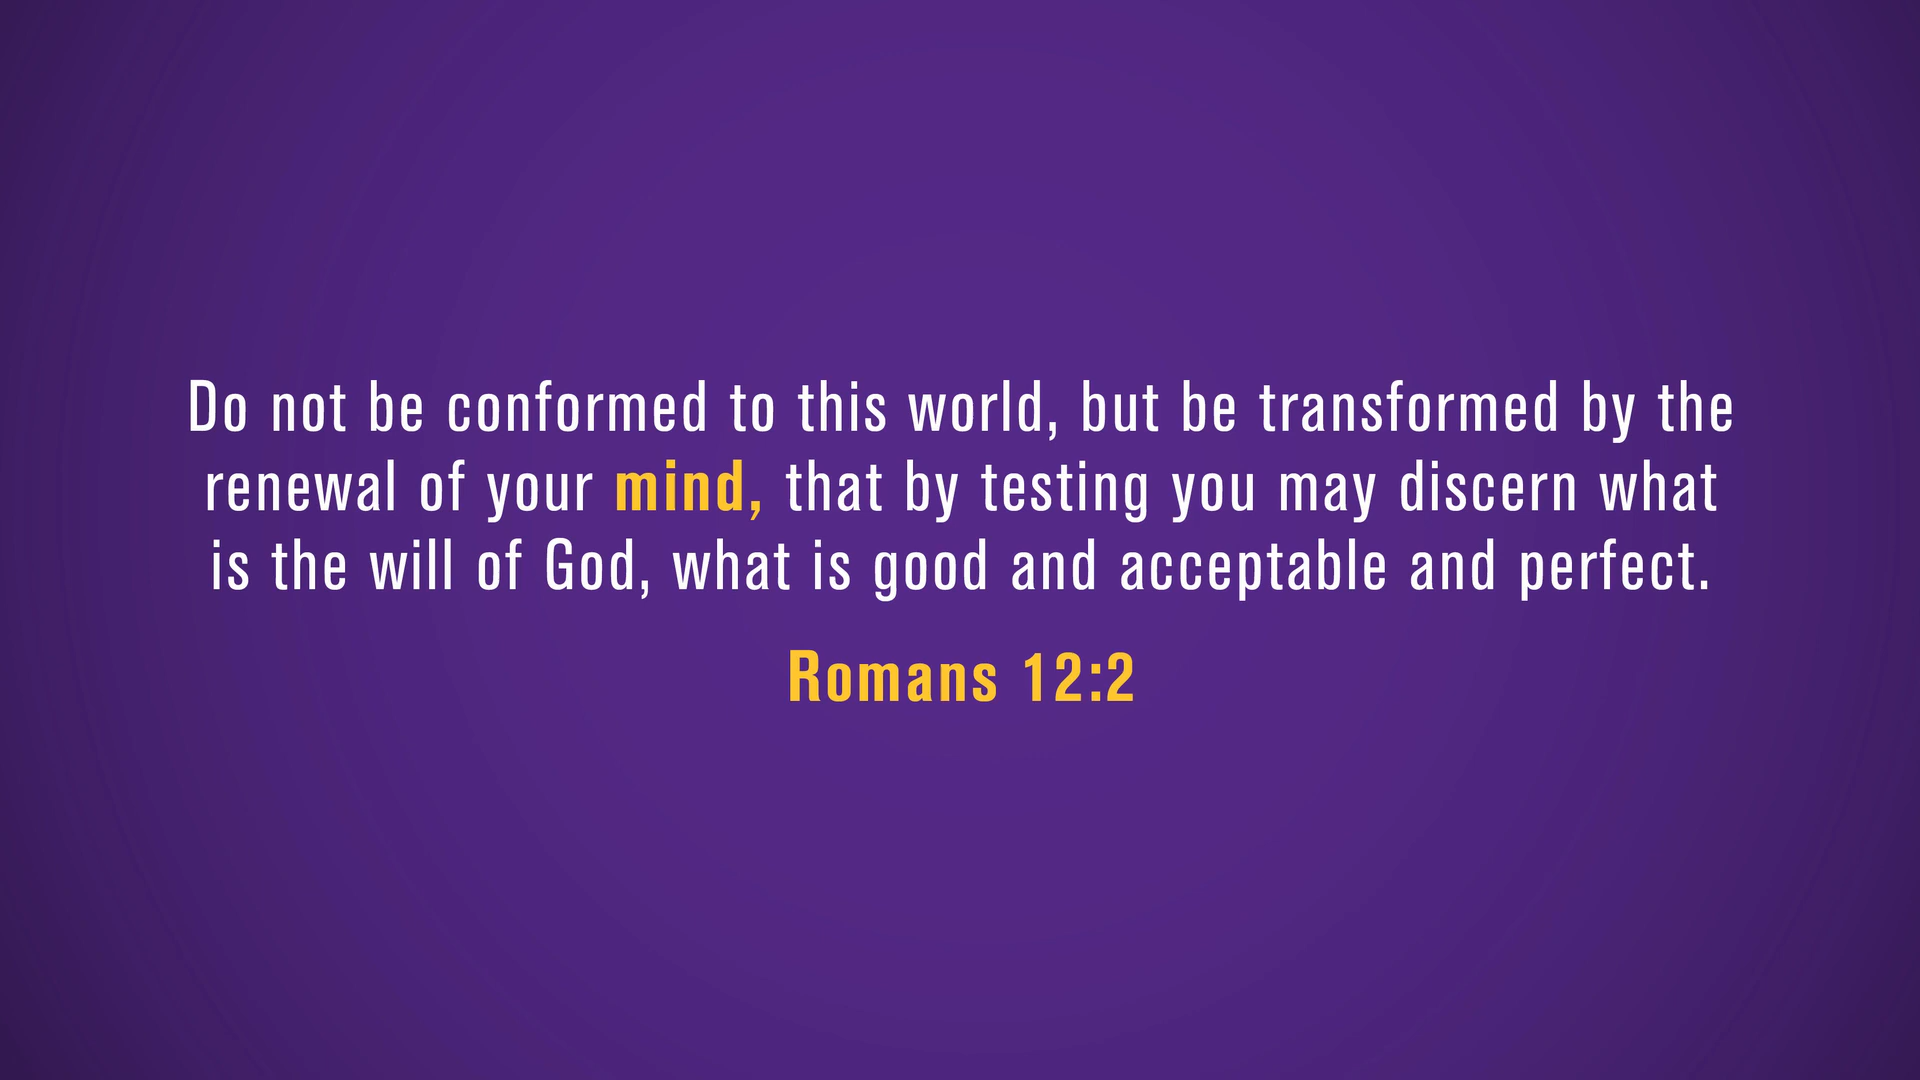 Do not be conformed to this world, but be transformed by the
renewal of your mind, that by testing you may discern what
is the will of God, what is good and acceptable and perfect.
Romans 12:2